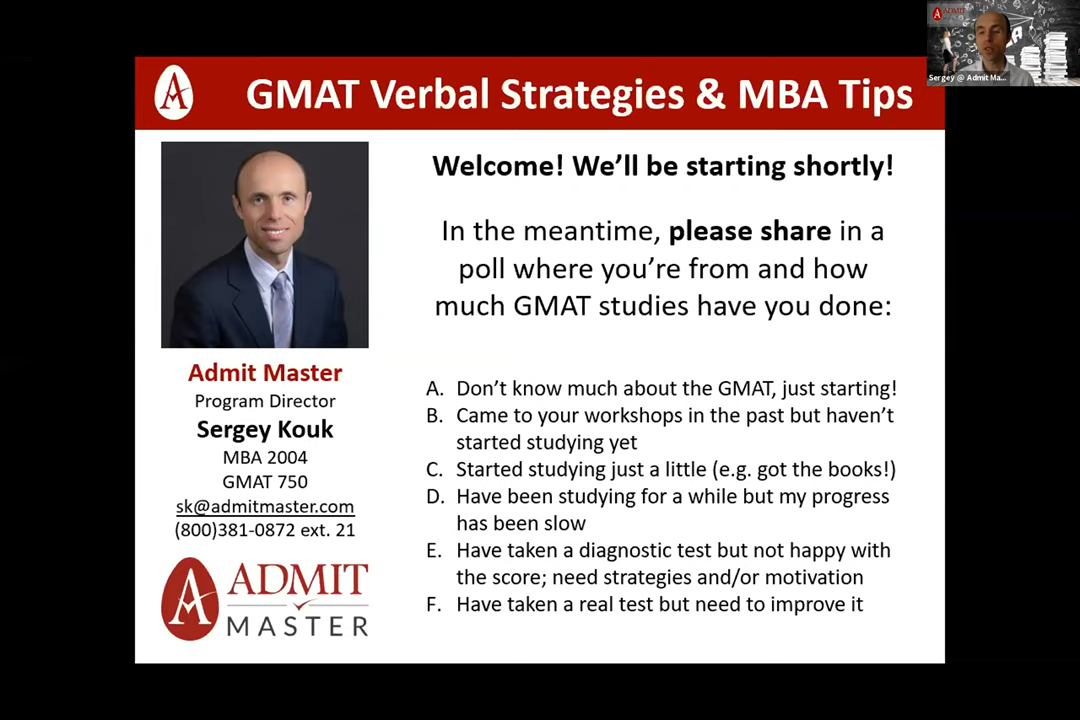 ADMIT
Sergey @ Admit Ma...
GMAT Verbal Strategies & MBA Tips
Welcome! We'll be starting shortly!
In the meantime, please share in a
poll where you're from and how
much GMAT studies have you done:
Admit Master
Program Director
Sergey Kouk
MBA 2004
GMAT 750
sk@admitmaster.com
(800)381-0872 ext. 21
ADMIT
MASTER
A. Don't know much about the GMAT, just starting!
B. Came to your workshops in the past but haven't
started studying yet
C. Started studying just a little (e.g. got the books!)
D. Have been studying for a while but my progress
has been slow
E. Have taken a diagnostic test but not happy with
the score; need strategies and/or motivation
F. Have taken a real test but need to improve it